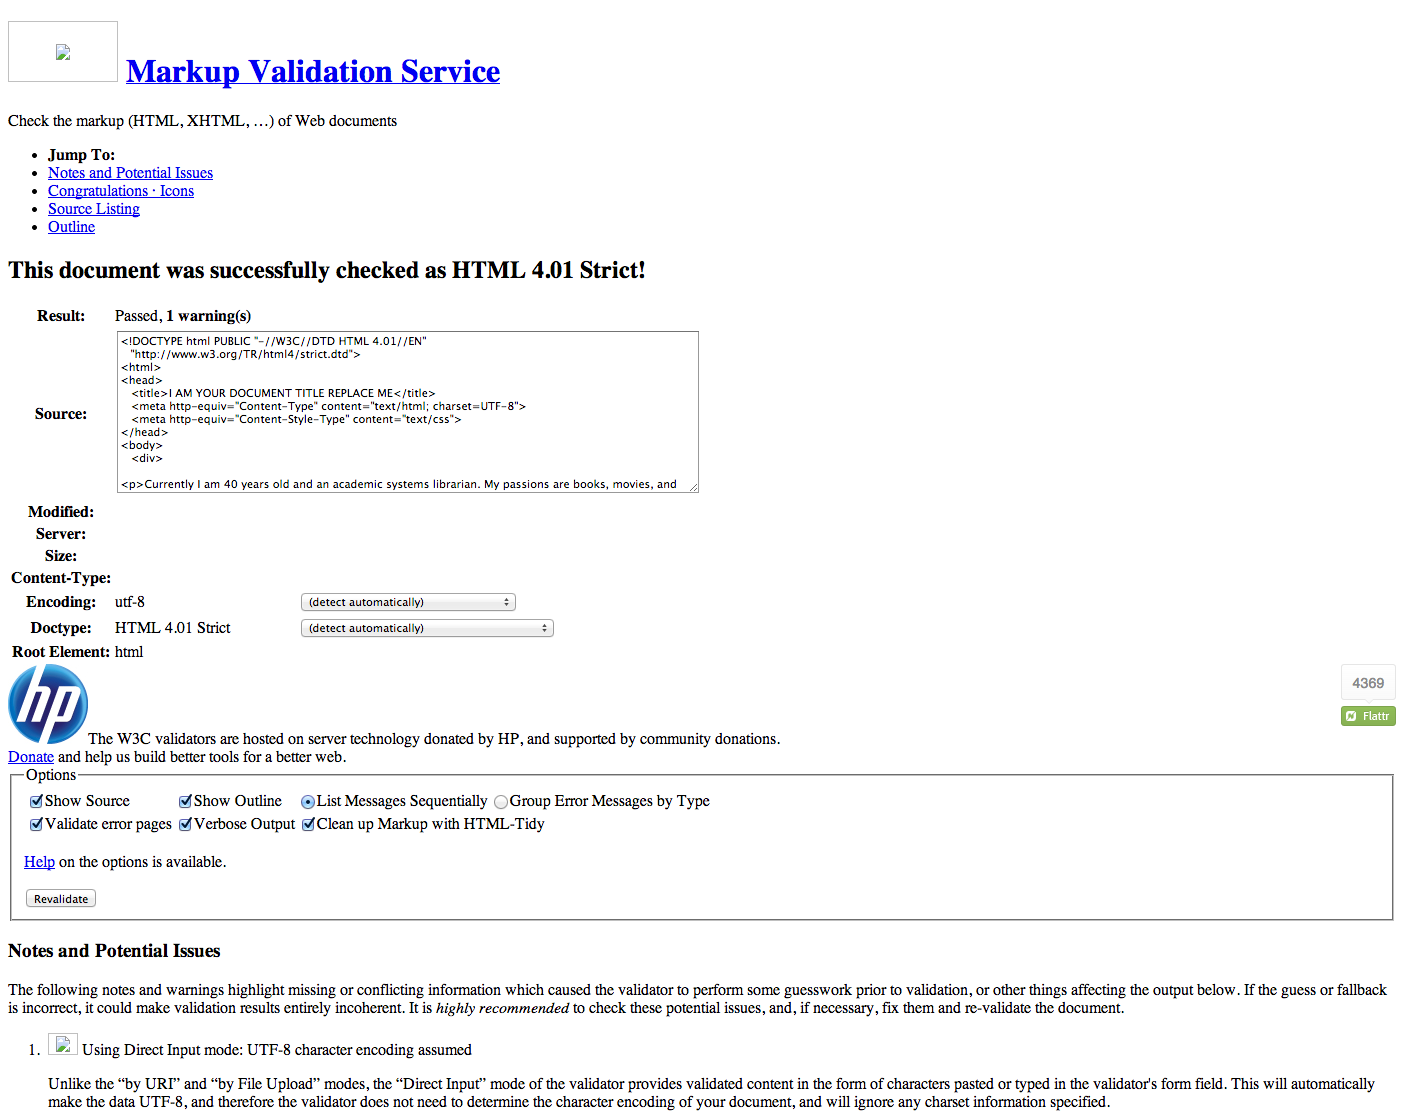 Markup Validation Service
Check the markup (HTML, XHTML, …) of Web documents
• Jump To:
• Notes and Potential Issues
• Congratulations · Icons
• Source Listing
• Outline
This document was successfully checked as HTML 4.01 Strict!
Result: Passed, 1 warning(s)
Source:
<!DOCTYPE html PUBLIC "-//W3C//DTD HTML 4.01//EN"
"http://www.w3.org/TR/html4/strict.dtd">
<html>
<head>
<title>I AM YOUR DOCUMENT TITLE REPLACE ME</title>
<meta http-equiv="Content-Type" content="text/html; charset=UTF-8">
<meta http-equiv="Content-Style-Type" content="text/css">
</head>
<body>
<div>
<p>Currently I am 40 years old and an academic systems librarian. My passions are books, movies, and
Modified:
Server:
Size:
Content-Type:
Encoding: utf-8 (detect automatically)
Doctype: HTML 4.01 Strict (detect automatically)
Root Element: html
hp
4369
Flattr
The W3C validators are hosted on server technology donated by HP, and supported by community donations.
Donate and help us build better tools for a better web.
Options
Show Source Show Outline List Messages Sequentially Group Error Messages by Type
Validate error pages Verbose Output Clean up Markup with HTML-Tidy
Help on the options is available.
Revalidate
Notes and Potential Issues
The following notes and warnings highlight missing or conflicting information which caused the validator to perform some guesswork prior to validation, or other things affecting the output below. If the guess or fallback
is incorrect, it could make validation results entirely incoherent. It is highly recommended to check these potential issues, and, if necessary, fix them and re-validate the document.
1. Using Direct Input mode: UTF-8 character encoding assumed
Unlike the “by URI” and “by File Upload” modes, the “Direct Input” mode of the validator provides validated content in the form of characters pasted or typed in the validator's form field. This will automatically
make the data UTF-8, and therefore the validator does not need to determine the character encoding of your document, and will ignore any charset information specified.